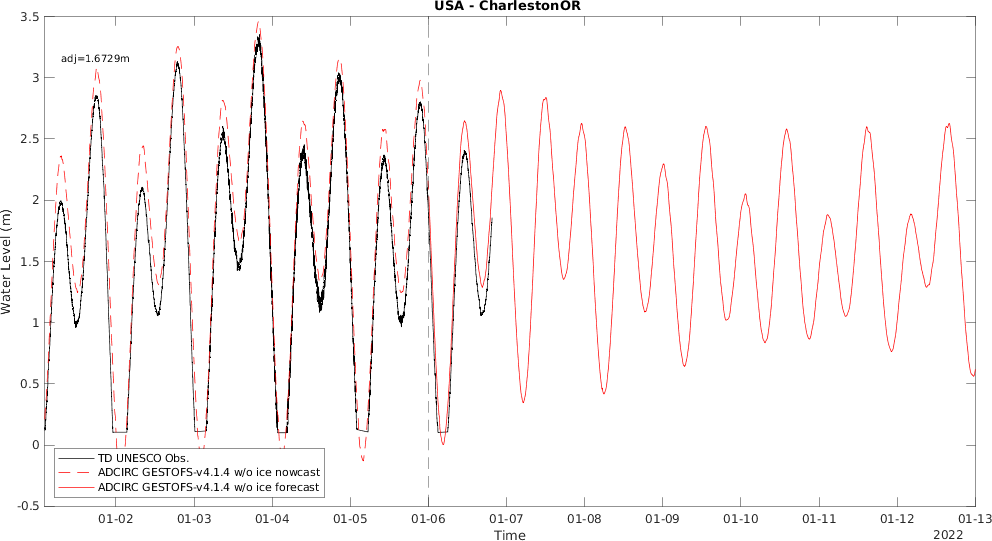 USA - CharlestonOR
adj=1.6729m
3.5
3
2.5
2
1.5
1
0.5
0
-0.5
Water Level (m)
TD UNESCO Obs.
ADCIRC GESTOFS-v4.1.4 w/o ice nowcast
ADCIRC GESTOFS-v4.1.4 w/o ice forecast
01-02 01-03 01-04 01-05 01-06 01-07 01-08 01-09 01-10 01-11 01-12 01-13
Time
2022